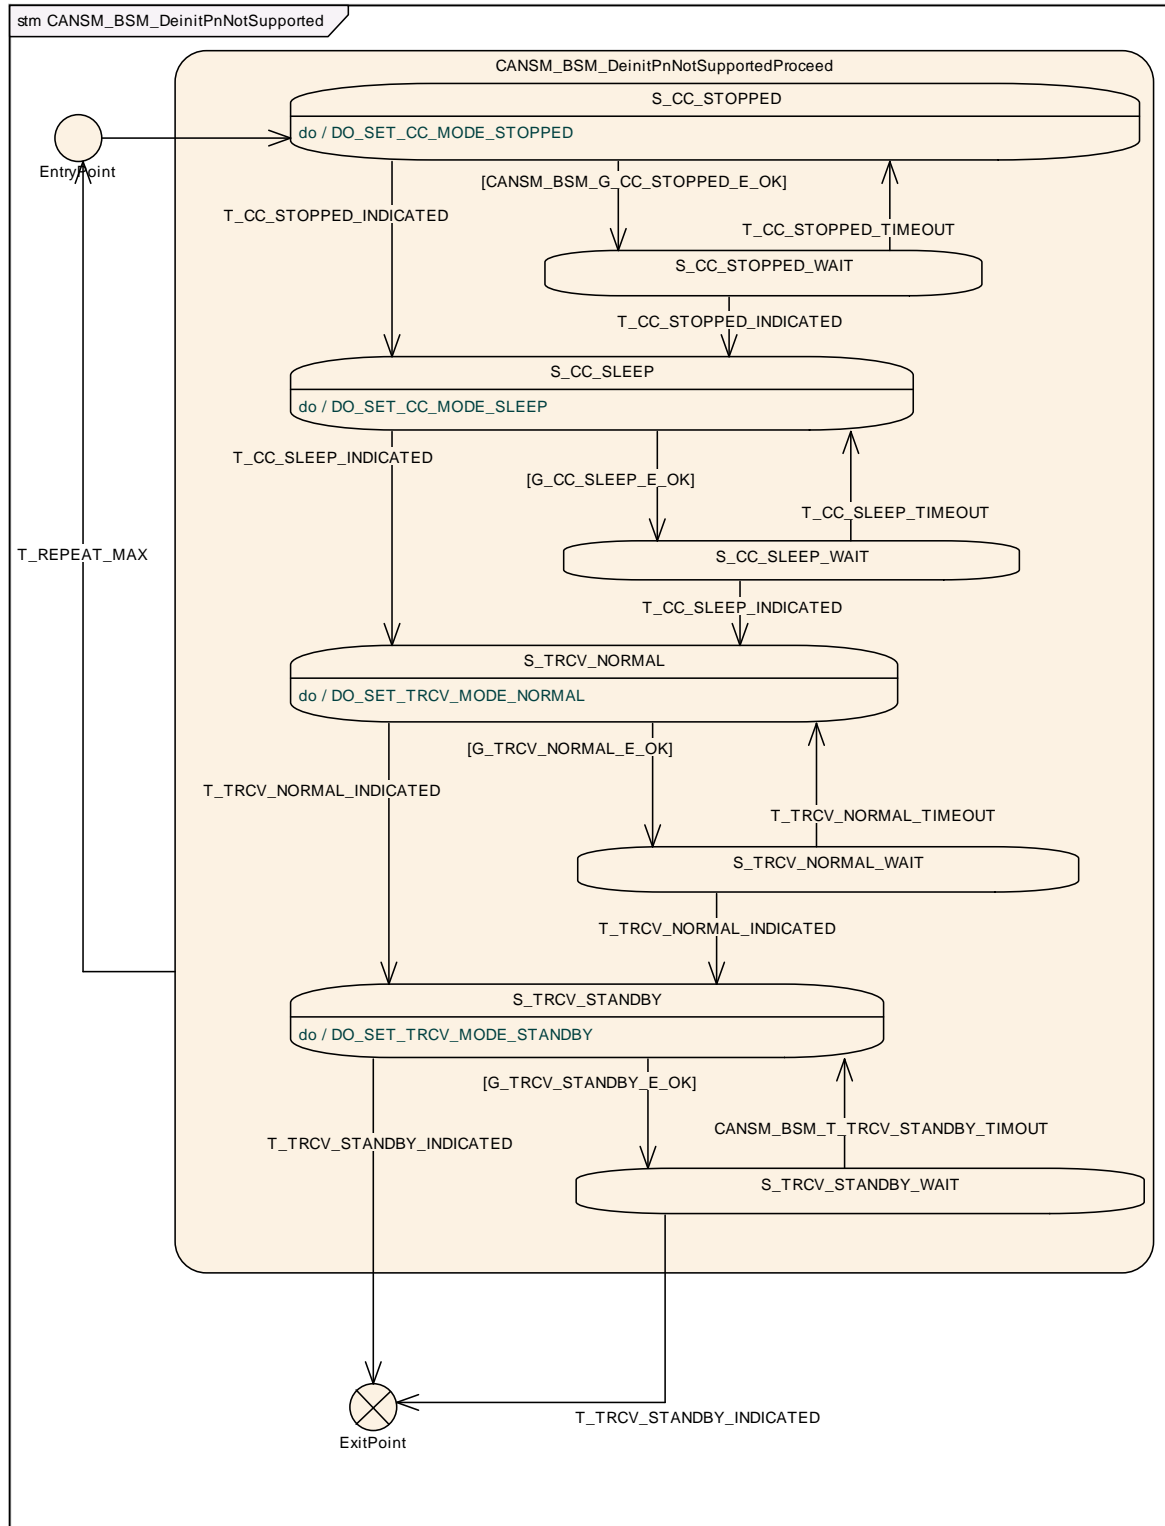 stm CANSM_BSM_DeinitPnNotSupported
CANSM_BSM_DeinitPnNotSupportedProceed
S_CC_STOPPED
do / DO_SET_CC_MODE_STOPPED
EntryPoint
[CANSM_BSM_G_CC_STOPPED_E_OK]
T_CC_STOPPED_INDICATED
T_CC_STOPPED_TIMEOUT
S_CC_STOPPED_WAIT
T_CC_STOPPED_INDICATED
S_CC_SLEEP
do / DO_SET_CC_MODE_SLEEP
T_CC_SLEEP_INDICATED
[G_CC_SLEEP_E_OK]
T_CC_SLEEP_TIMEOUT
T_REPEAT_MAX
S_CC_SLEEP_WAIT
T_CC_SLEEP_INDICATED
S_TRCV_NORMAL
do / DO_SET_TRCV_MODE_NORMAL
[G_TRCV_NORMAL_E_OK]
T_TRCV_NORMAL_INDICATED
T_TRCV_NORMAL_TIMEOUT
S_TRCV_NORMAL_WAIT
T_TRCV_NORMAL_INDICATED
S_TRCV_STANDBY
do / DO_SET_TRCV_MODE_STANDBY
[G_TRCV_STANDBY_E_OK]
CANSM_BSM_T_TRCV_STANDBY_TIMOUT
T_TRCV_STANDBY_INDICATED
S_TRCV_STANDBY_WAIT
T_TRCV_STANDBY_INDICATED
ExitPoint